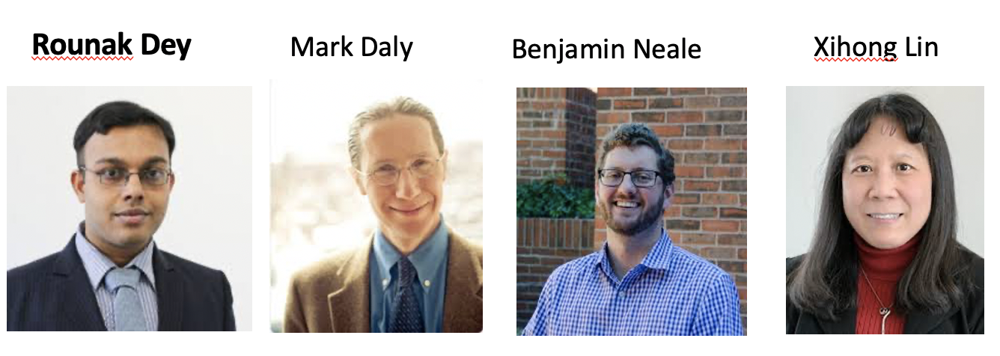 Rounak Dey
Mark Daly
Benjamin Neale
Xihong Lin